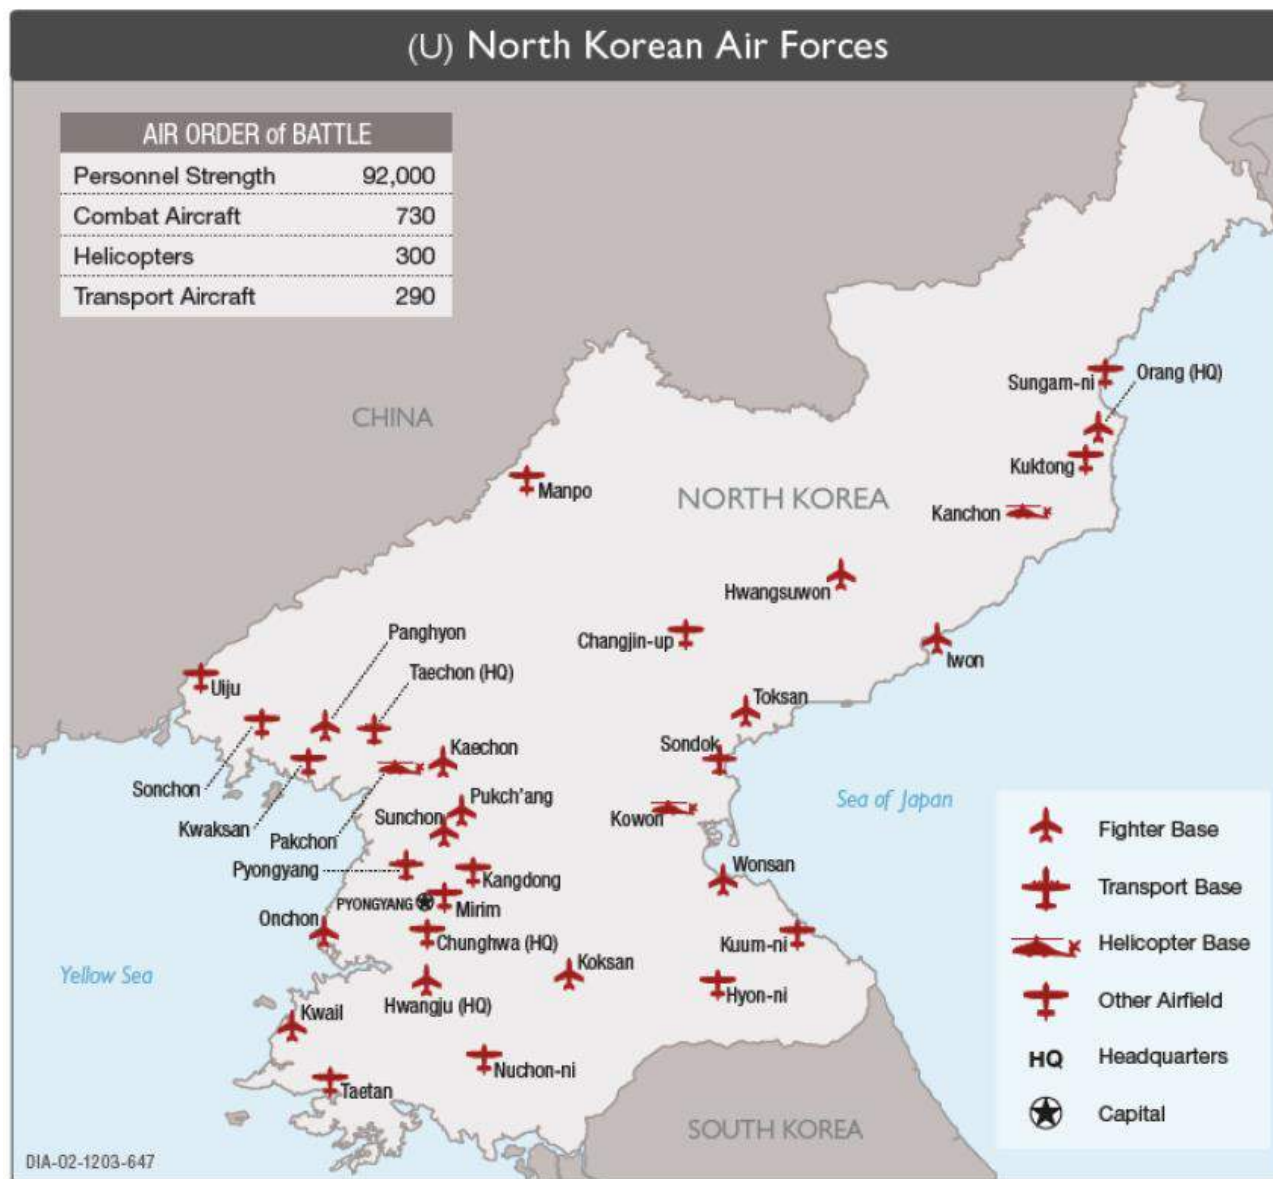 (U) North Korean Air Forces
AIR ORDER of BATTLE
Personnel Strength 92,000
Combat Aircraft 730
Helicopters 300
Transport Aircraft 290
CHINA
NORTH KOREA
Sungam-ni
Orang (HQ)
Kuktong
Kanchon
Manpo
Hwangsuwon
Changjin-up
Iwon
Panghyon
Taechon (HQ)
Uiju
Toksan
Sondok
Kaechon
Sonchon
Pukch'ang
Kwaksan
Sunchon
Pakchon
Kowon
Pyongyang
Kangdong
Wonsan
PYONGYANG
Mirim
Onchon
Chunghwa (HQ)
Kuum-ni
Koksan
Hwangju (HQ)
Hyon-ni
Kwail
Nuchon-ni
Taetan
Sea of Japan
Yellow Sea
SOUTH KOREA
Fighter Base
Transport Base
Helicopter Base
Other Airfield
HQ Headquarters
Capital
DIA-02-1203-647